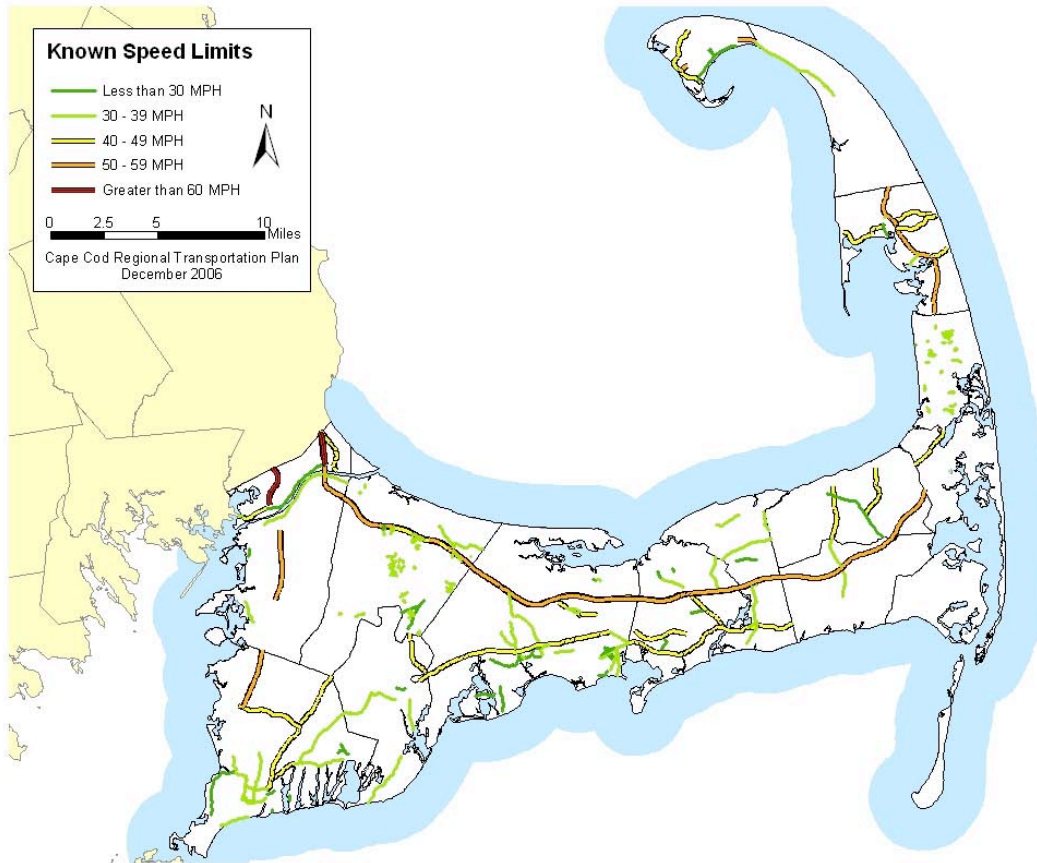 Known Speed Limits
Less than 30 MPH
30 - 39 MPH
40 - 49 MPH
50 - 59 MPH
Greater than 60 MPH
N
0 2.5 5 10
Miles
Cape Cod Regional Transportation Plan
December 2006